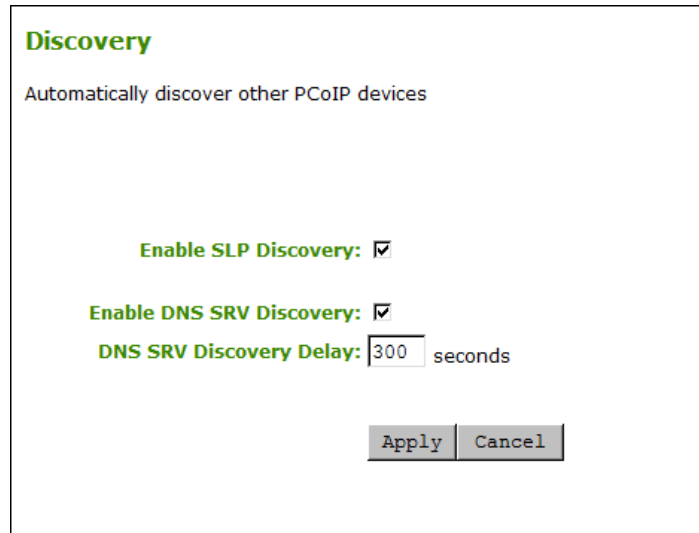 Discovery
Automatically discover other PCoIP devices
Enable SLP Discovery:
Enable DNS SRV Discovery:
DNS SRV Discovery Delay: 300 seconds
Apply Cancel